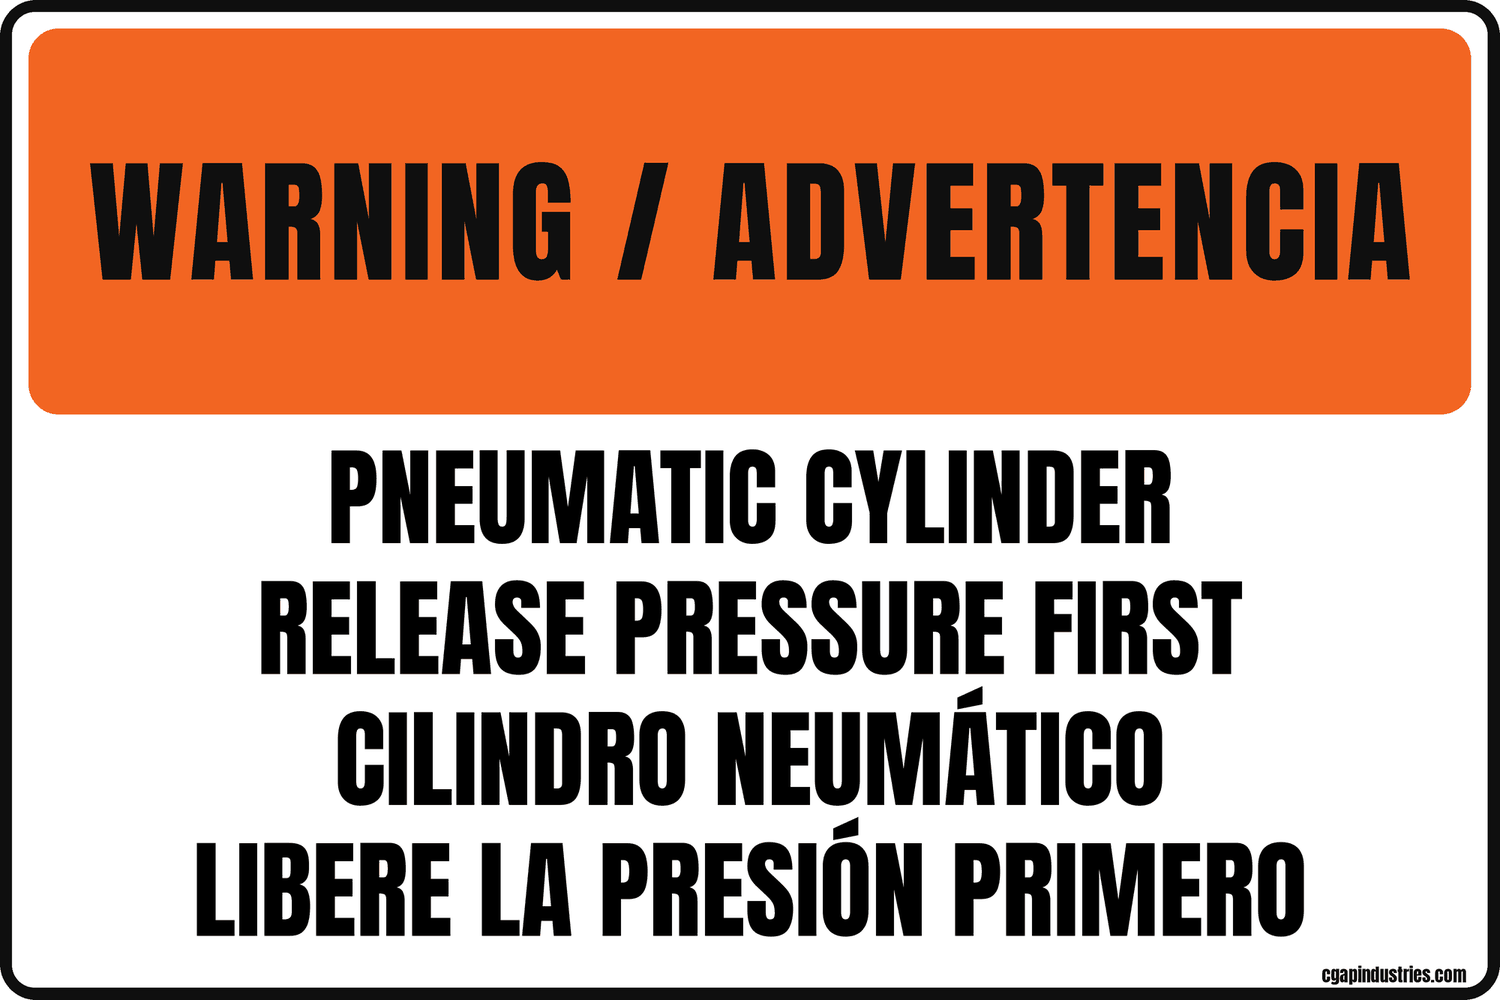 WARNING / ADVERTENCIA
PNEUMATIC CYLINDER
RELEASE PRESSURE FIRST
CILINDRO NEUMÁTICO
LIBERE LA PRESIÓN PRIMERO
cgapindustries.com